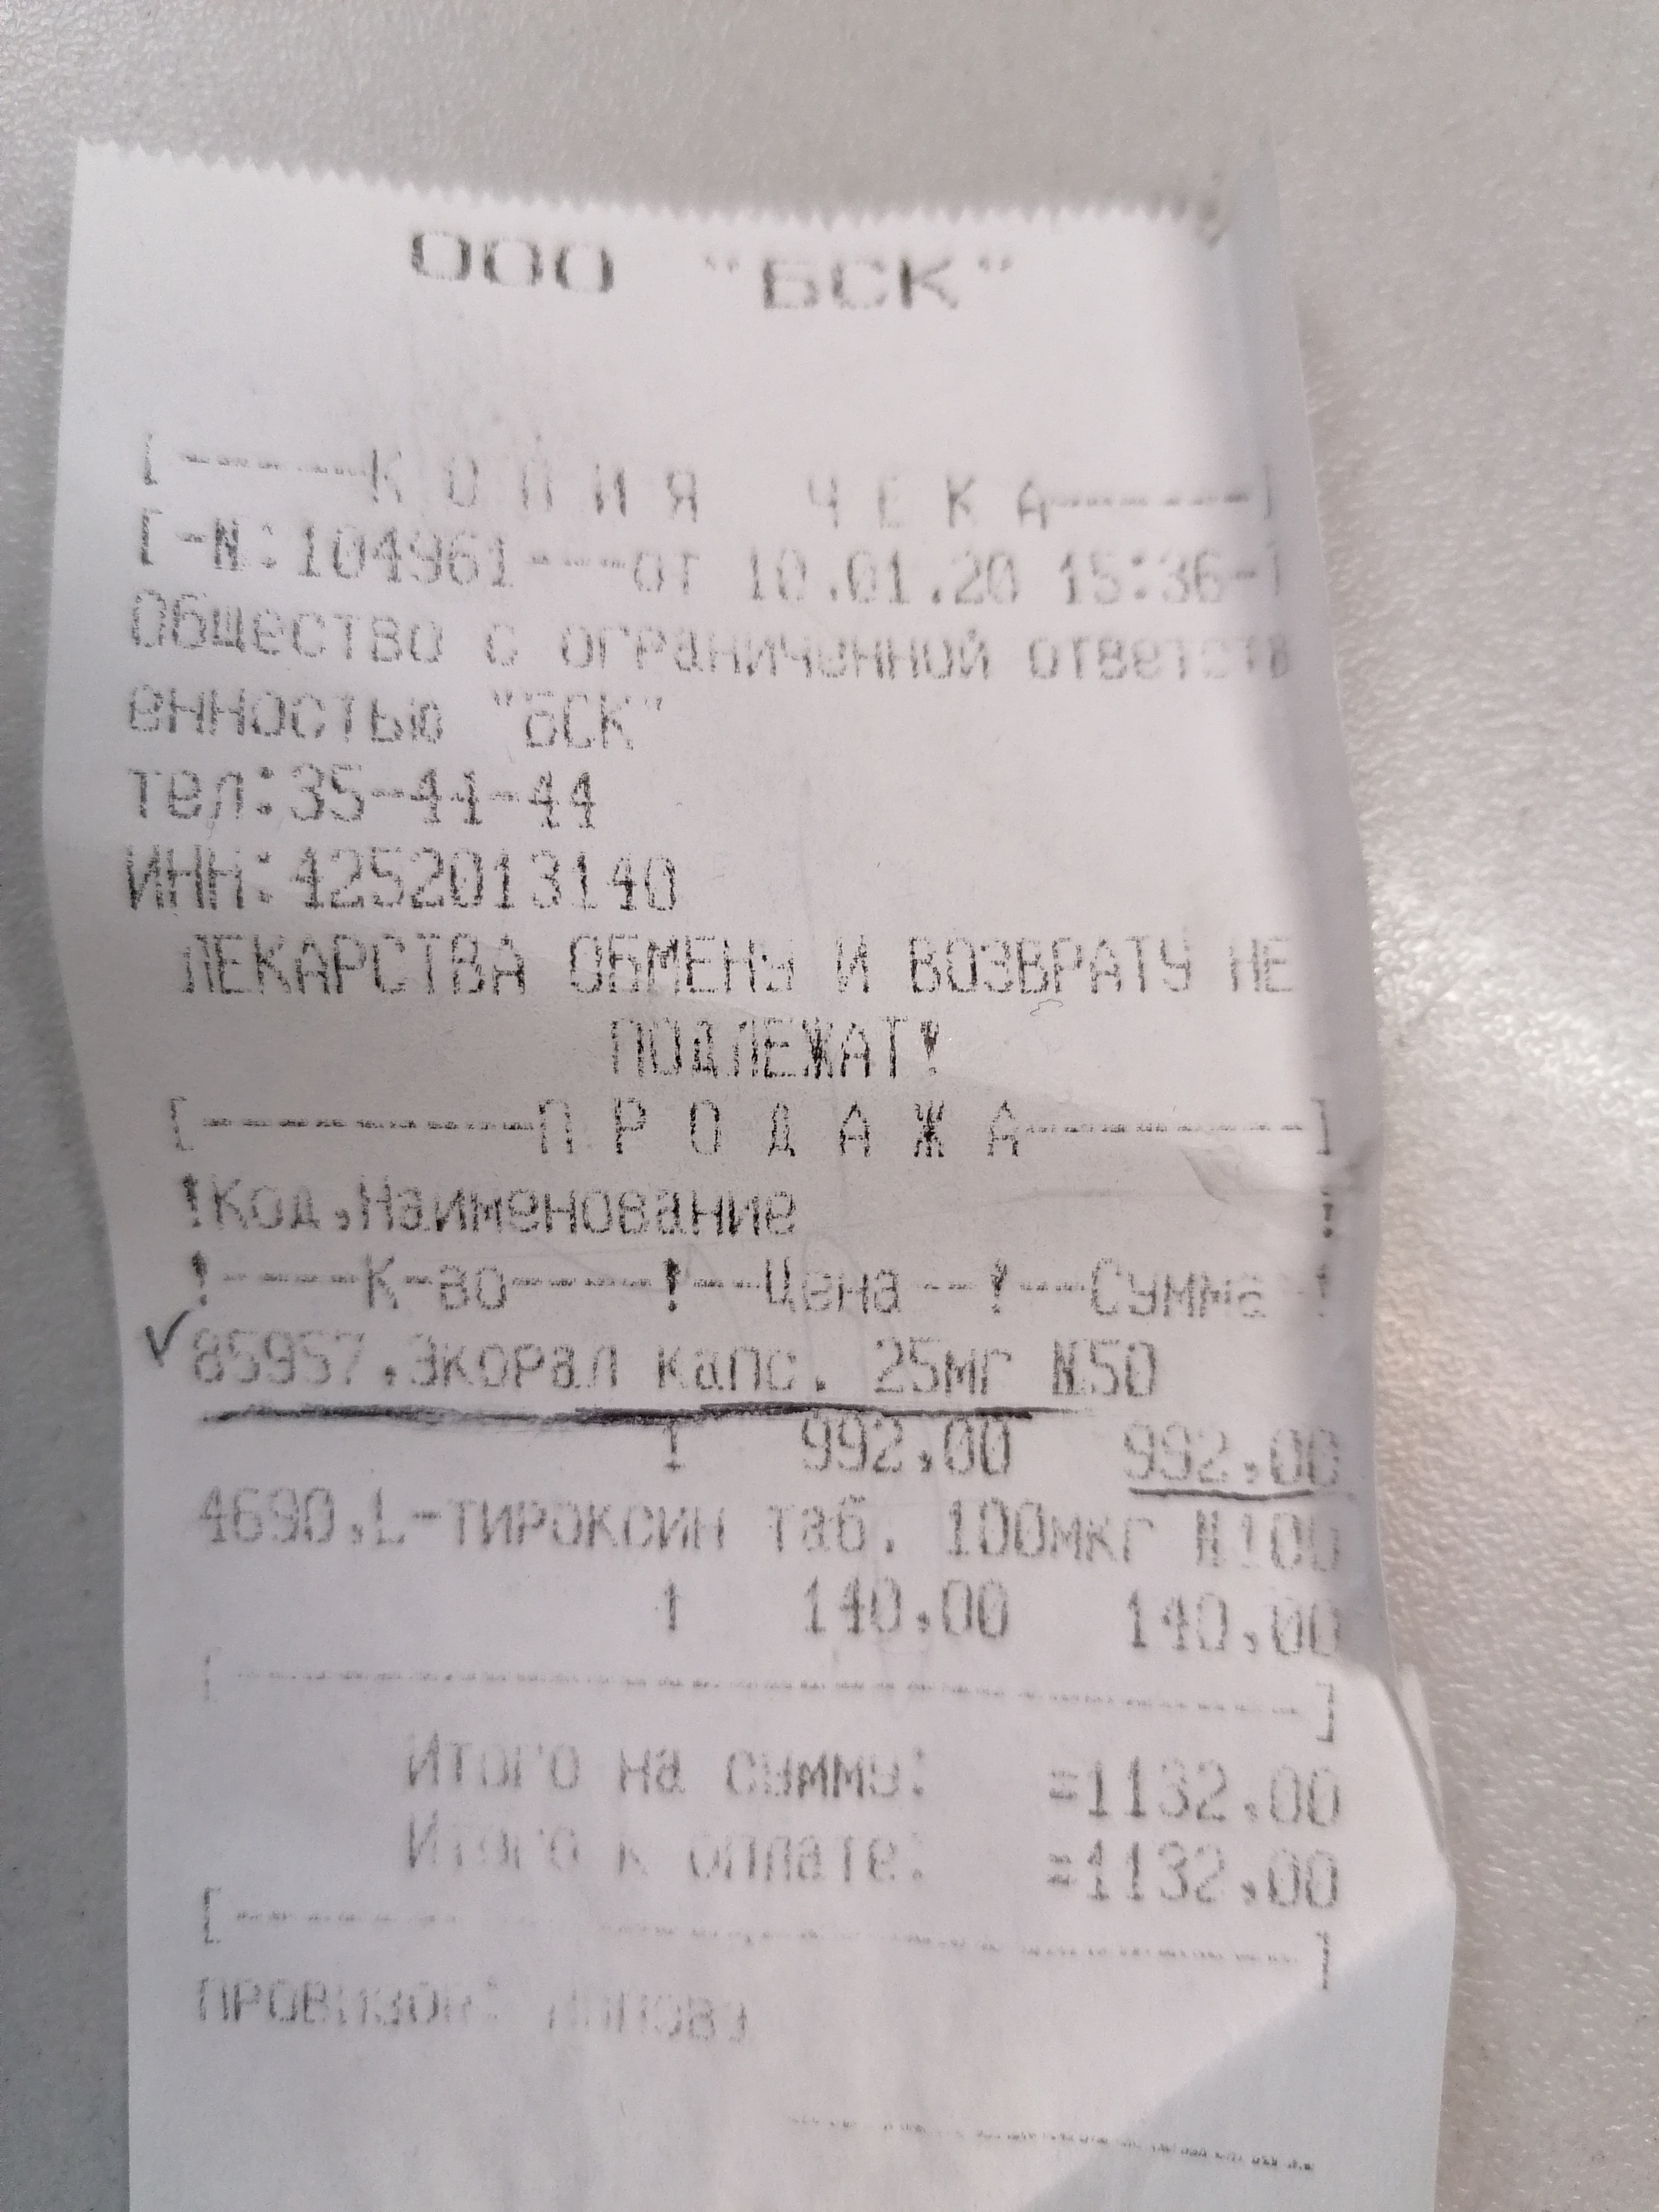 ООО "БСК"
[------К О П И Я  Ч Е К А------]
[-N:104961---от 10.01.20 15:36-]
Общество с ограниченной ответств
енностью "БСК"
тел:35-44-44
ИНН:4252013140
ЛЕКАРСТВА ОБМЕНУ И ВОЗВРАТУ НЕ
ПОДЛЕЖАТ!
[----------П Р О Д А Ж А----------]
!Код,Наименование !
!----К-во-----!---Цена--!---Сумма !
85957,Экорал капс. 25мг N50
1 992.00 992.00
4690,L-тироксин таб. 100мкг N100
1 140.00 140.00
Итого на сумму: =1132.00
Итого к оплате: =1132.00
ПРОВИЗОР: